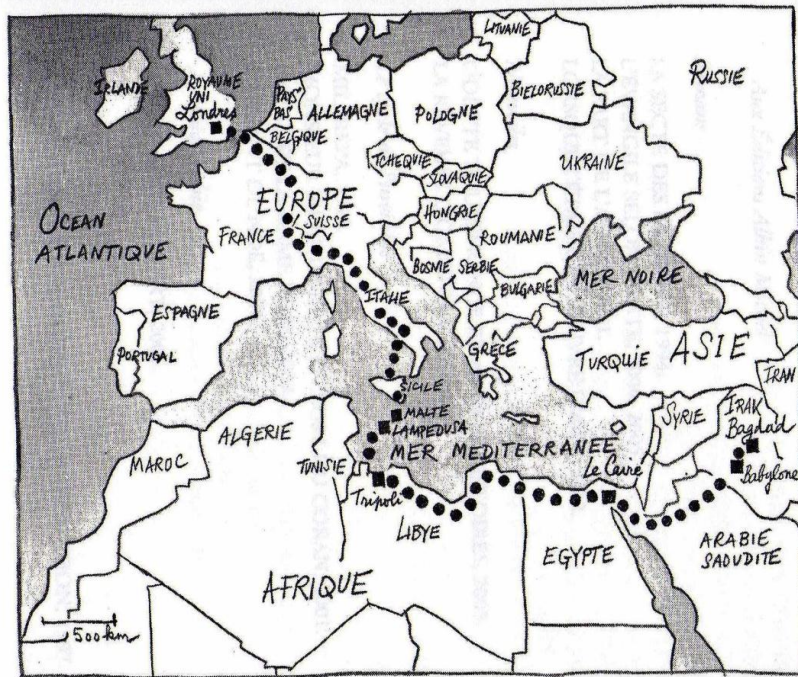 LITUANIE
IRLANDE
ROYAUME
UNI
Londres
PAYS
BAS
BELGIQUE
ALLEMAGNE
POLOGNE
BIELORUSSIE
RUSSIE
TCHEQUIE
SLOVAQUIE
UKRAINE
OCEAN
ATLANTIQUE
EUROPE
SUISSE
FRANCE
HONGRIE
ROUMANIE
BOSNIE
SERBIE
BULGARIE
MER NOIRE
ITALIE
ESPAGNE
PORTUGAL
GRECE
TURQUIE
ASIE
IRAN
SICILE
MALTE
LAMPEDUSA
SYRIE
IRAK
Bagdad
Babylone
MER MEDITERRANEE
Le Caire
ALGERIE
MAROC
TUNISIE
Tripoli
LIBYE
EGYPTE
ARABIE
SAOUDITE
AFRIQUE
500 km